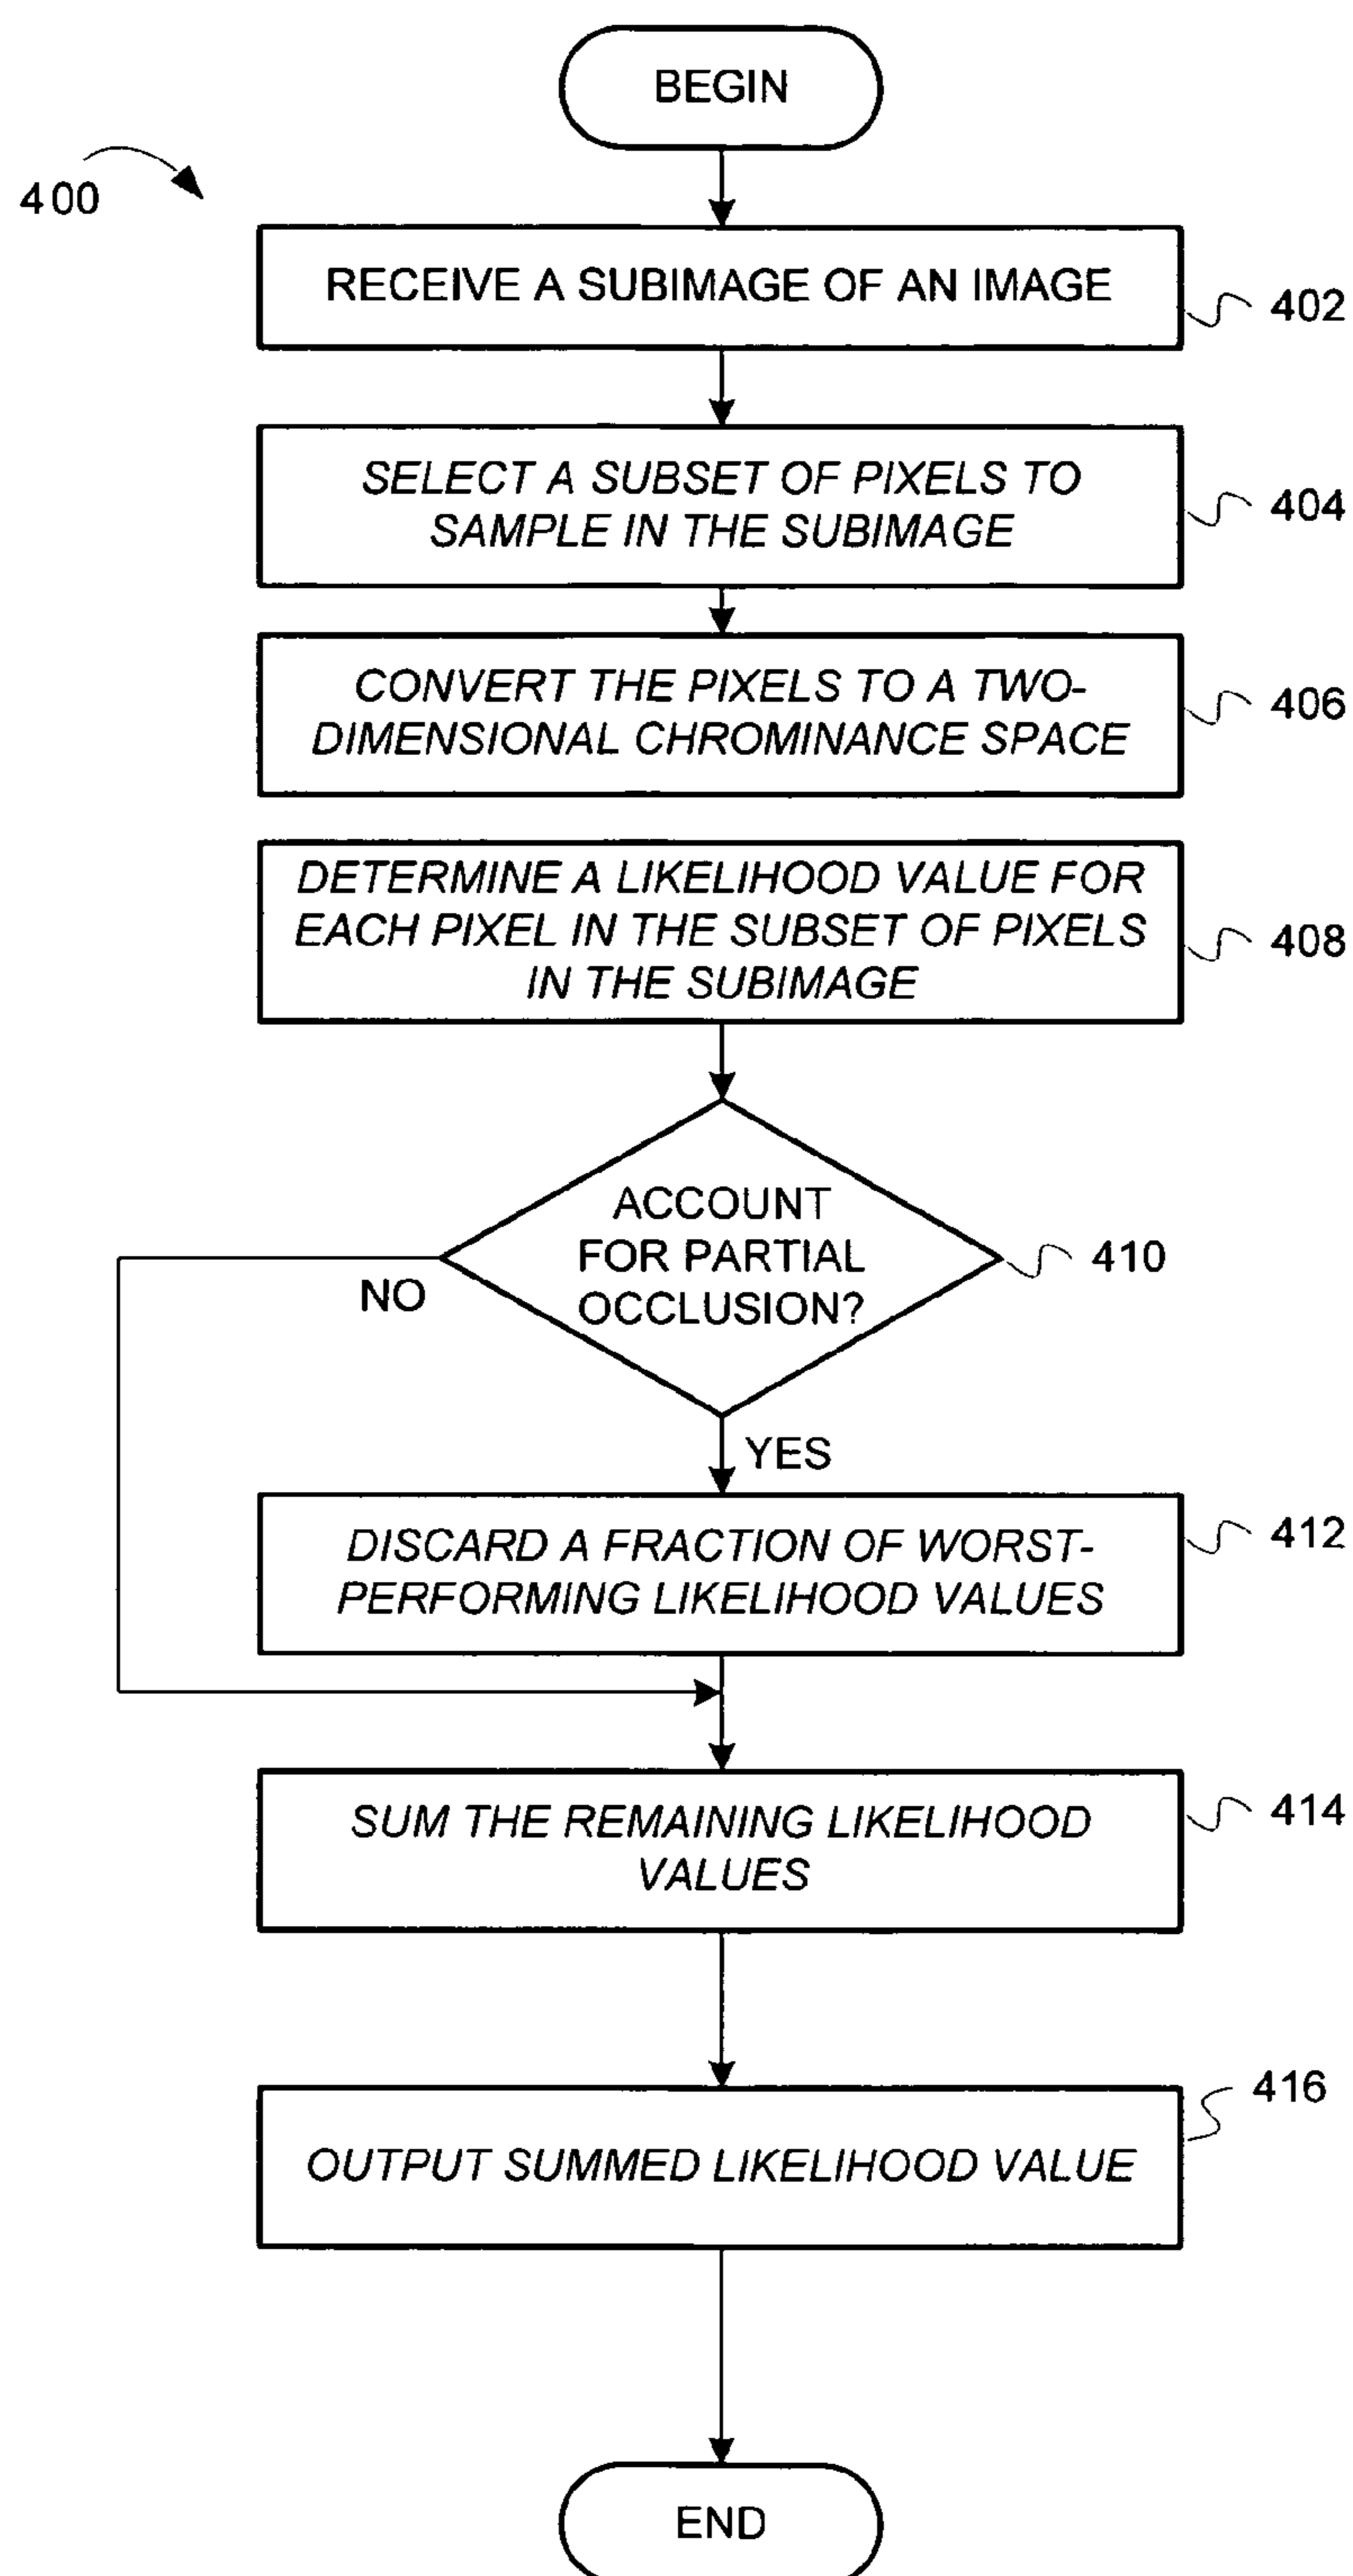 BEGIN
400
RECEIVE A SUBIMAGE OF AN IMAGE
402
SELECT A SUBSET OF PIXELS TO
SAMPLE IN THE SUBIMAGE
404
CONVERT THE PIXELS TO A TWO-
DIMENSIONAL CHROMINANCE SPACE
406
DETERMINE A LIKELIHOOD VALUE FOR
EACH PIXEL IN THE SUBSET OF PIXELS
IN THE SUBIMAGE
408
ACCOUNT
FOR PARTIAL
OCCLUSION?
410
NO
YES
DISCARD A FRACTION OF WORST-
PERFORMING LIKELIHOOD VALUES
412
SUM THE REMAINING LIKELIHOOD
VALUES
414
OUTPUT SUMMED LIKELIHOOD VALUE
416
END